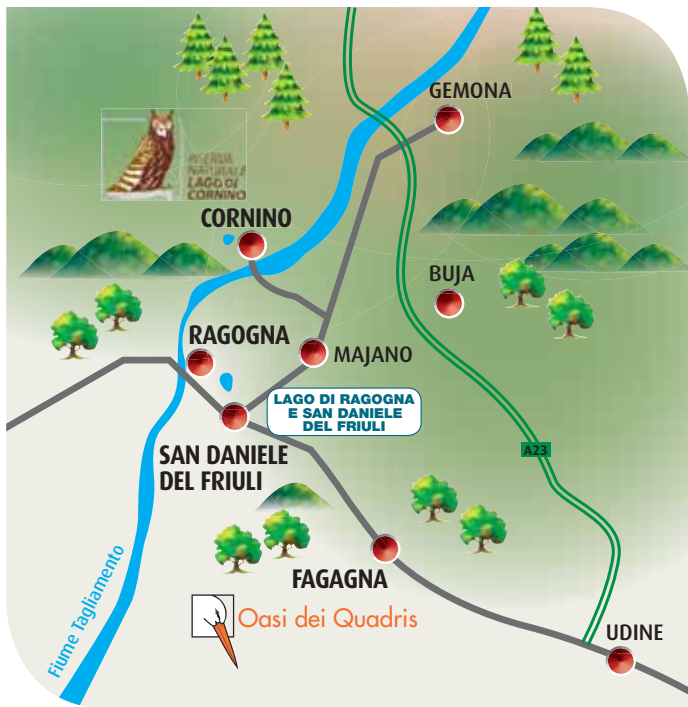 GEMONA
RISERVA
NATURALE
LAGO DI
CORNINO
CORNINO
BUJA
RAGOGNA
MAJANO
LAGO DI RAGOGNA
E SAN DANIELE
DEL FRIULI
A23
SAN DANIELE
DEL FRIULI
FAGAGNA
Fiume Tagliamento
Oasi dei Quadris
UDINE